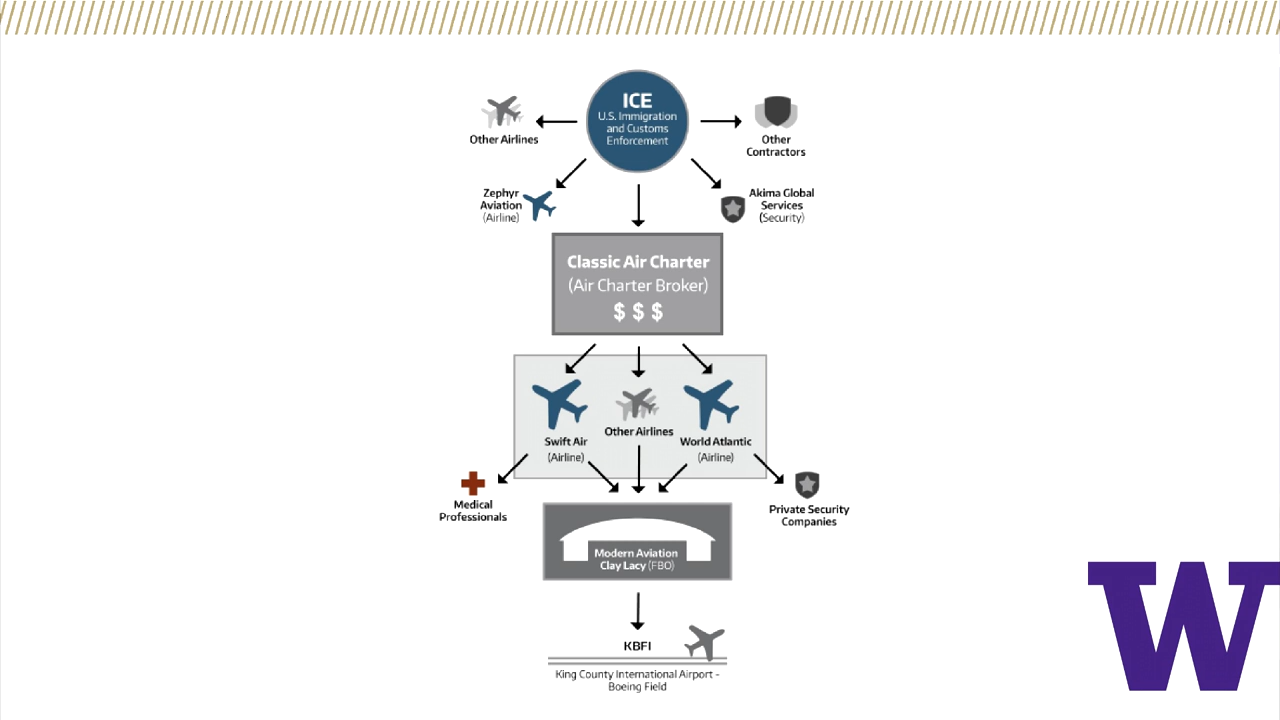 ICE
U.S. Immigration
and Customs
Enforcement
Other Airlines
Other
Contractors
Zephyr
Aviation
(Airline)
Akima Global
Services
(Security)
Classic Air Charter
(Air Charter Broker)
$ $ $
Swift Air
(Airline)
Other Airlines
World Atlantic
(Airline)
Medical
Professionals
Private Security
Companies
Modern Aviation
Clay Lacy (FBO)
KBFI
King County International Airport -
Boeing Field
W